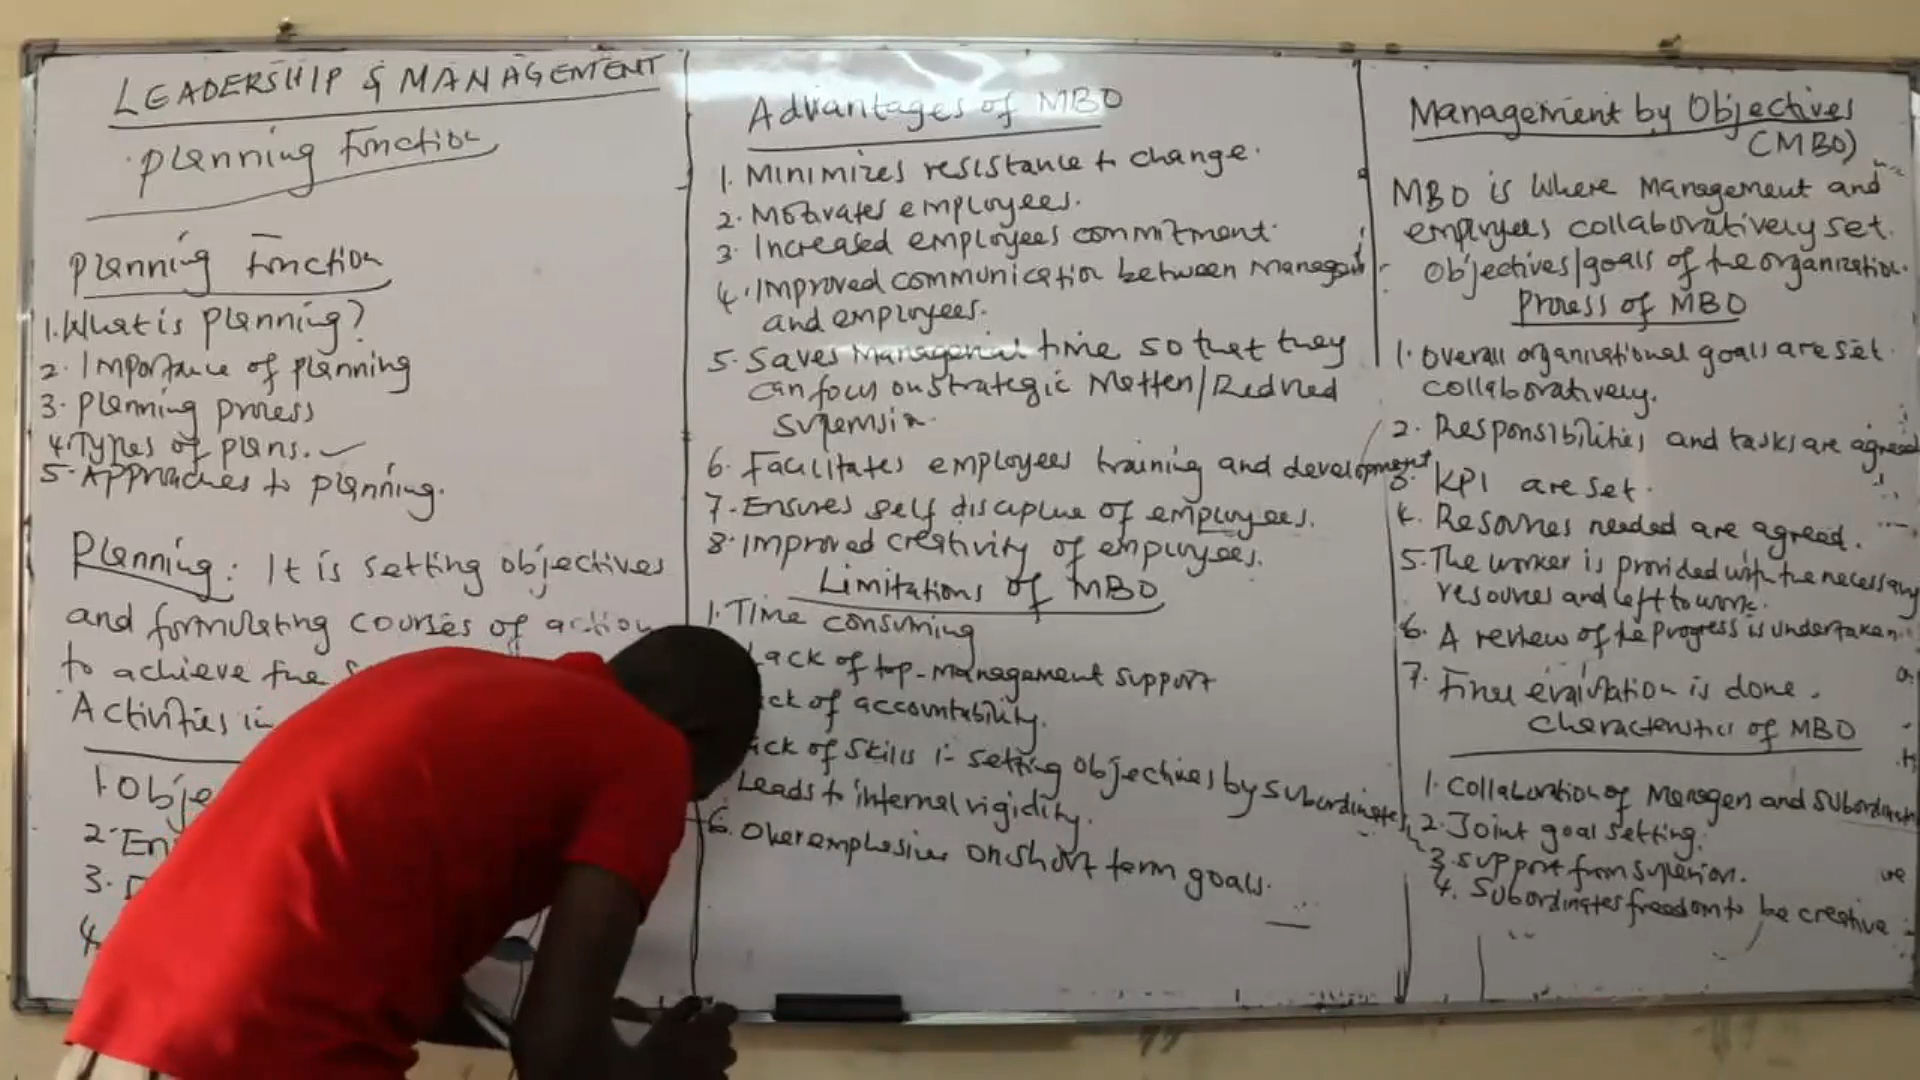 LEADERSHIP & MANAGEMENT
Planning Function
Planning Function
1. What is planning?
2. Importance of planning
3. Planning process
4. Types of plans.
5. Approaches to planning.
Planning: It is setting objectives
and formulating courses of action
to achieve the
Activities in
1. Obje
2. En
3.
4.
Advantages of MBO
1. Minimizes resistance to change.
2. Motivates employees.
3. Increased employees commitment.
4. Improved communication between managers
and employees.
5. Saves Managerial time so that they
can focus on strategic Matters/Reduced
supervision.
6. Facilitates employees training and development
7. Ensures self discipline of employees.
8. Improved creativity of employees.
Limitations of MBO
1. Time consuming
Lack of top-management support
ack of accountability.
ack of skills in setting objectives by subordinates
Leads to internal rigidity.
6. Overemphasises on short term goals.
Management by Objectives
(MBO)
MBO is where Management and
employees collaboratively set
objectives/goals of the organization.
Process of MBO
1. Overall organisational goals are set
collaboratively.
2. Responsibilities and tasks are agreed
3. KPI are set.
4. Resources needed are agreed.
5. The worker is provided with the necessary
resources and left to work.
6. A review of the progress is undertaken.
7. Final evaluation is done.
Characteristics of MBO
1. Collaboration of Managers and subordinates
2. Joint goal setting.
3. Support from superiors.
4. Subordinates freedom to be creative